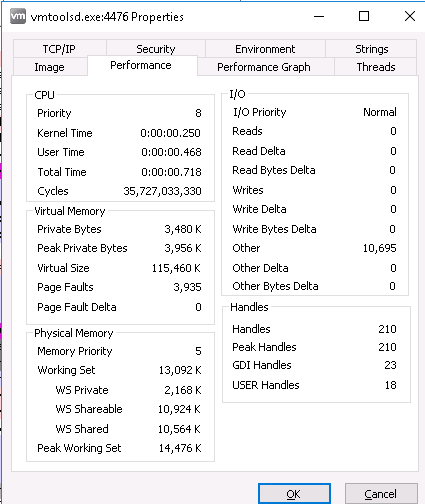 vm vmtoolsd.exe:4476 Properties
TCP/IP Security Environment Strings
Image Performance Performance Graph Threads
CPU
Priority 8
Kernel Time 0:00:00.250
User Time 0:00:00.468
Total Time 0:00:00.718
Cycles 35,727,033,330
Virtual Memory
Private Bytes 3,480 K
Peak Private Bytes 3,956 K
Virtual Size 115,460 K
Page Faults 3,935
Page Fault Delta 0
Physical Memory
Memory Priority 5
Working Set 13,092 K
WS Private 2,168 K
WS Shareable 10,924 K
WS Shared 10,564 K
Peak Working Set 14,476 K
I/O
I/O Priority Normal
Reads 0
Read Delta 0
Read Bytes Delta 0
Writes 0
Write Delta 0
Write Bytes Delta 0
Other 10,695
Other Delta 0
Other Bytes Delta 0
Handles
Handles 210
Peak Handles 210
GDI Handles 23
USER Handles 18
OK Cancel